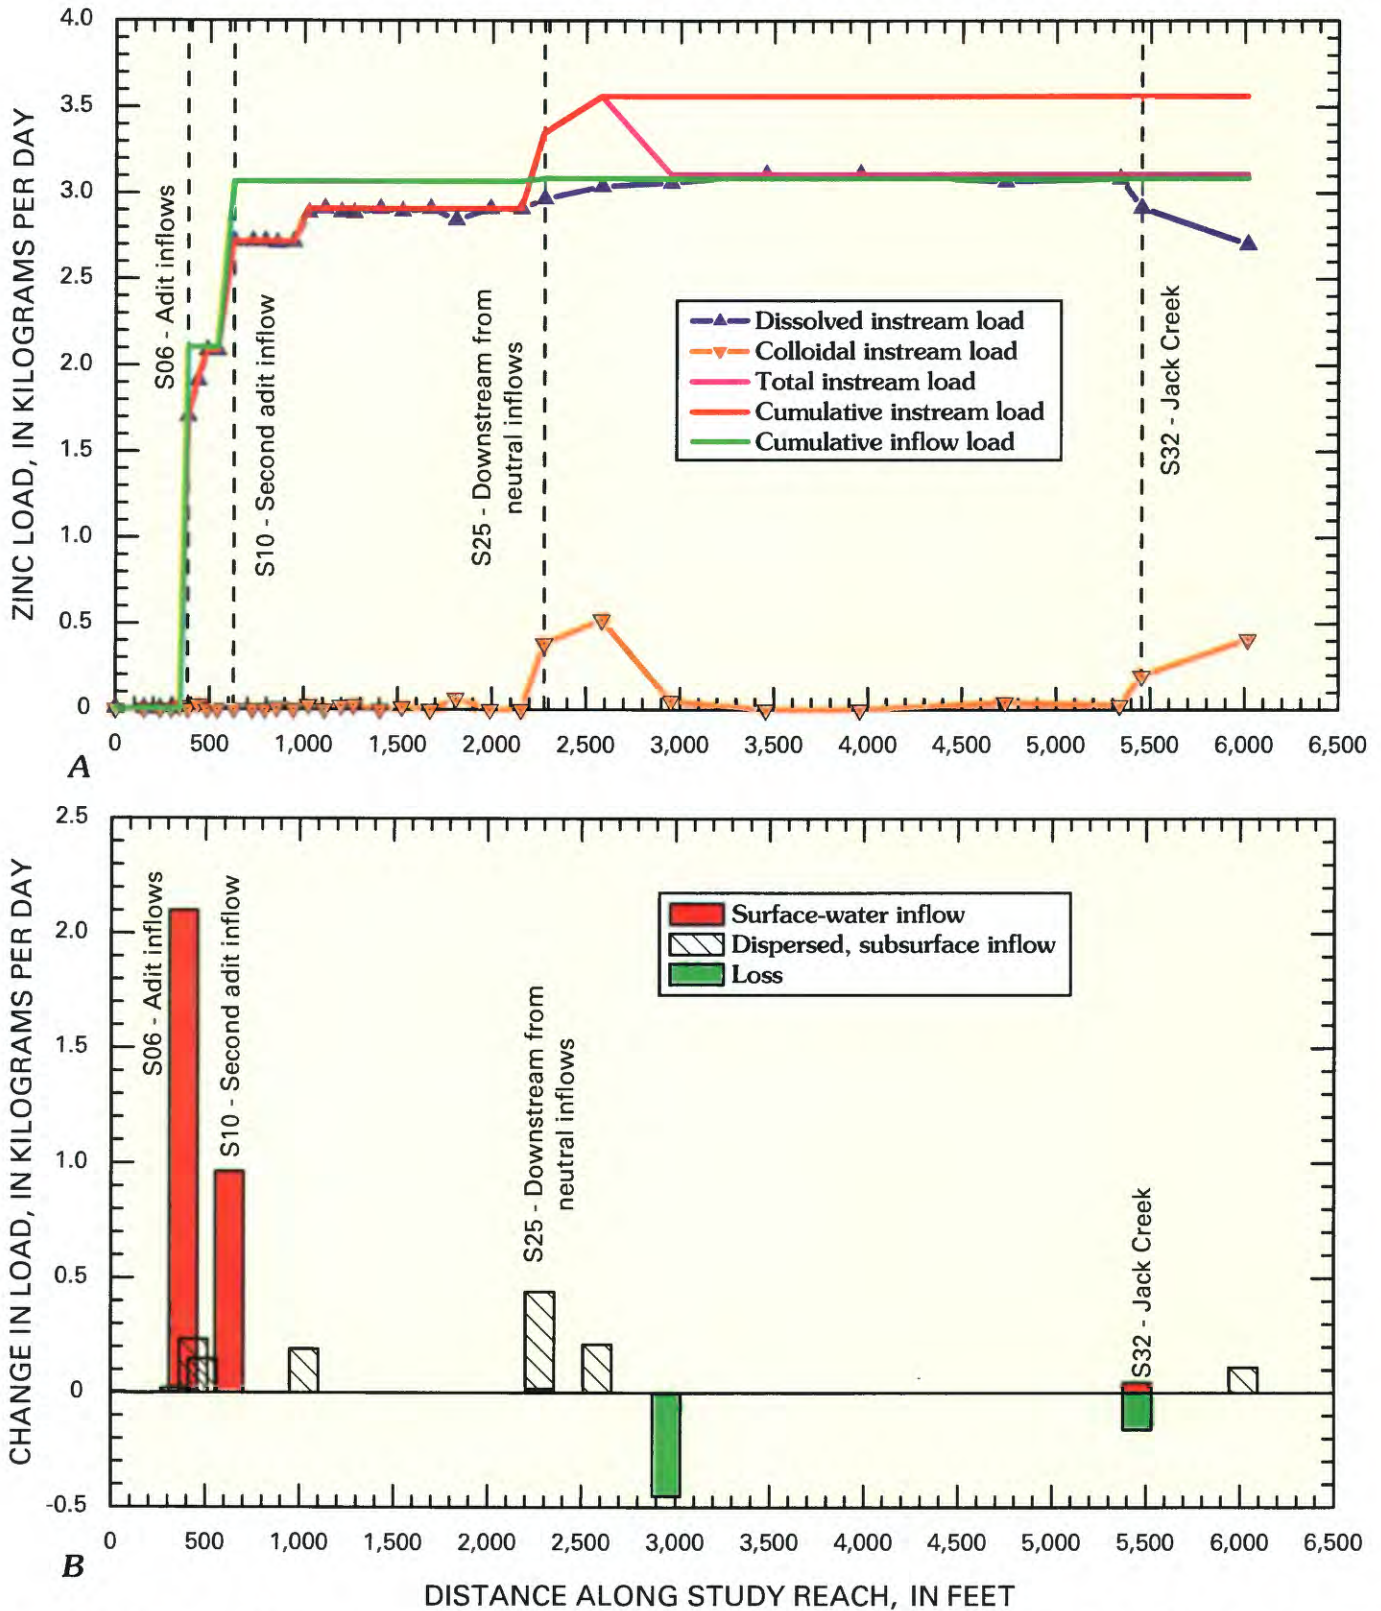 4.0
3.5
3.0
2.5
2.0
1.5
1.0
0.5
0
ZINC LOAD, IN KILOGRAMS PER DAY
S06 - Adit inflows
S10 - Second adit inflow
S25 - Downstream from
neutral inflows
S32 - Jack Creek
Dissolved instream load
Colloidal instream load
Total instream load
Cumulative instream load
Cumulative inflow load
0 500 1,000 1,500 2,000 2,500 3,000 3,500 4,000 4,500 5,000 5,500 6,000 6,500
A
2.5
2.0
1.5
1.0
0.5
0
-0.5
CHANGE IN LOAD, IN KILOGRAMS PER DAY
S06 - Adit inflows
S10 - Second adit inflow
S25 - Downstream from
neutral inflows
S32 - Jack Creek
Surface-water inflow
Dispersed, subsurface inflow
Loss
0 500 1,000 1,500 2,000 2,500 3,000 3,500 4,000 4,500 5,000 5,500 6,000 6,500
B
DISTANCE ALONG STUDY REACH, IN FEET